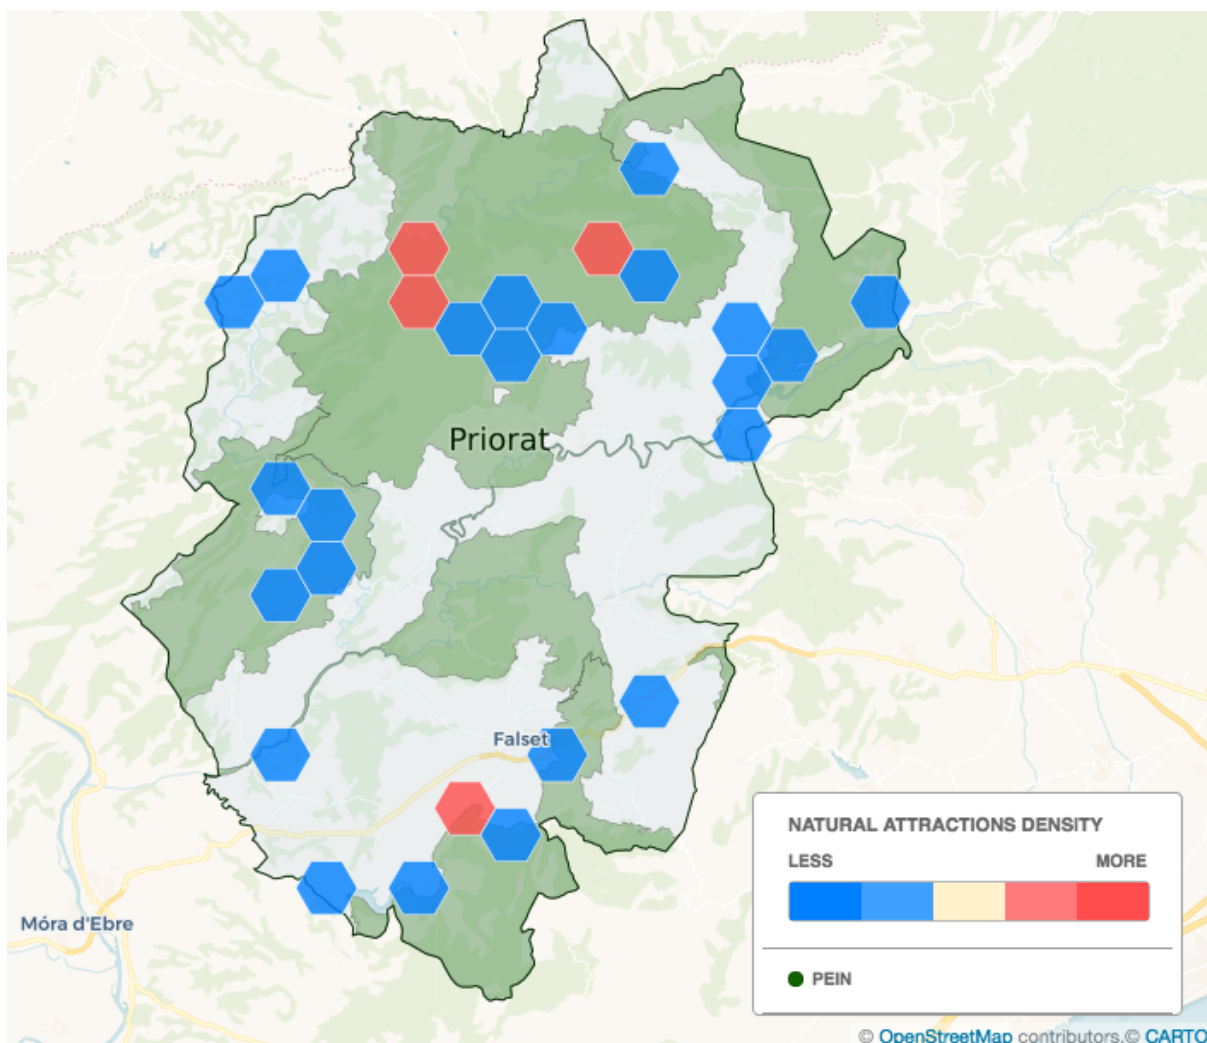 Priorat
Falset
Móra d'Ebre
NATURAL ATTRACTIONS DENSITY
LESS MORE
PEIN
© OpenStreetMap contributors,© CARTO